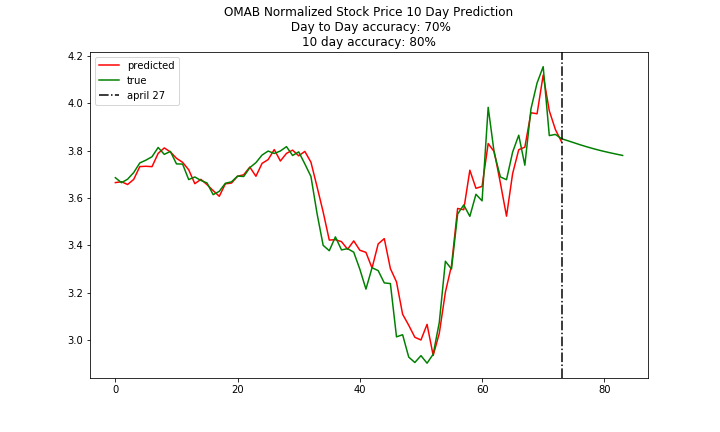 OMAB Normalized Stock Price 10 Day Prediction
Day to Day accuracy: 70%
10 day accuracy: 80%
predicted
true
april 27
4.2
4.0
3.8
3.6
3.4
3.2
3.0
0 20 40 60 80